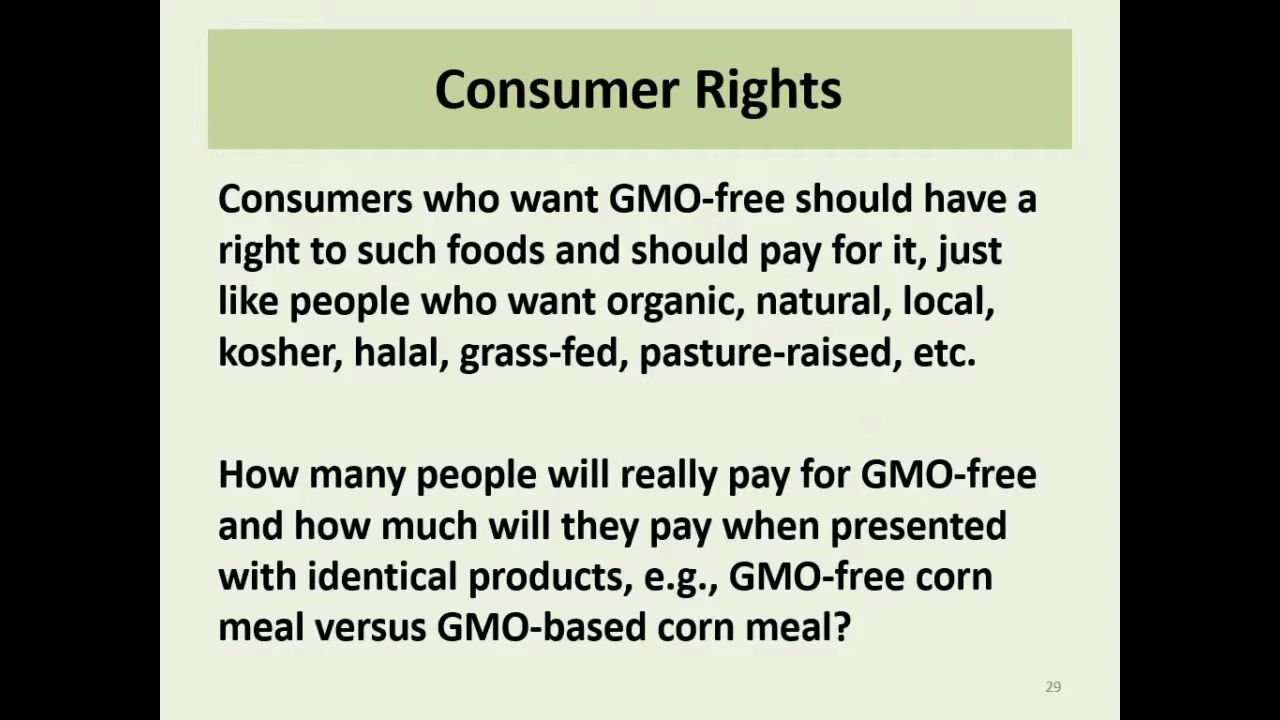 Consumer Rights
Consumers who want GMO-free should have a
right to such foods and should pay for it, just
like people who want organic, natural, local,
kosher, halal, grass-fed, pasture-raised, etc.
How many people will really pay for GMO-free
and how much will they pay when presented
with identical products, e.g., GMO-free corn
meal versus GMO-based corn meal?
29